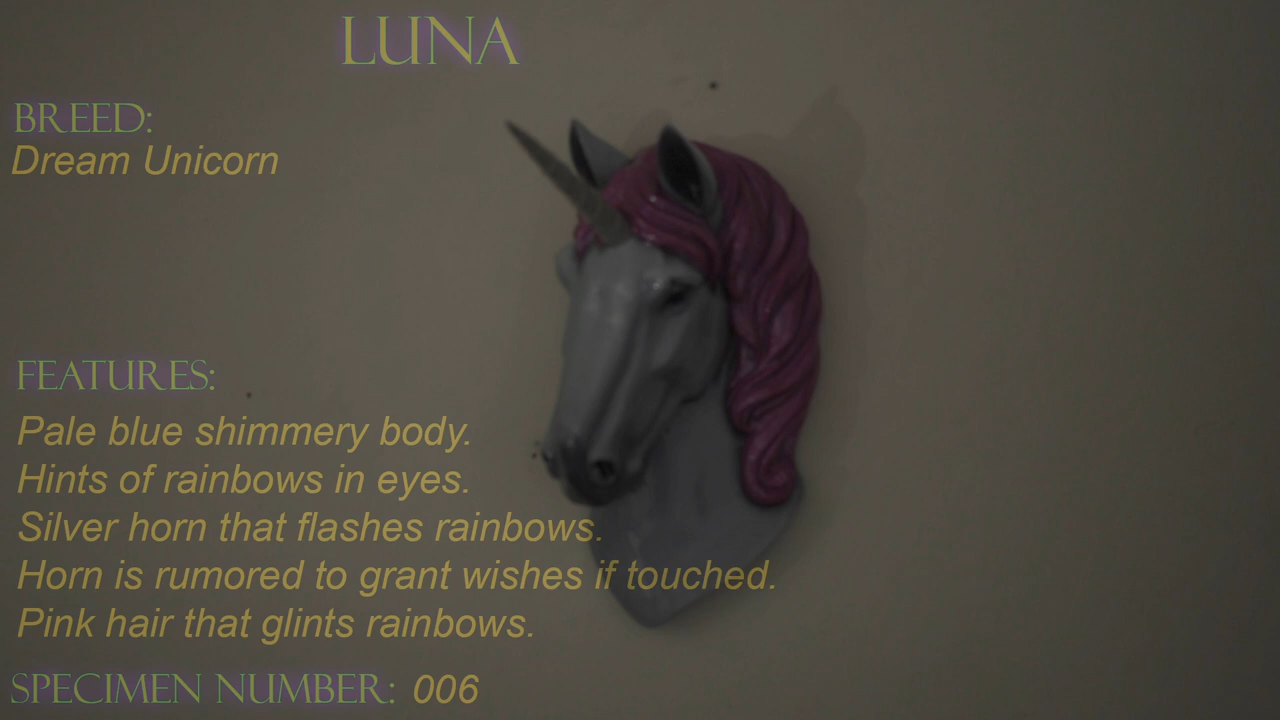 LUNA
BREED:
Dream Unicorn
FEATURES:
Pale blue shimmery body.
Hints of rainbows in eyes.
Silver horn that flashes rainbows.
Horn is rumored to grant wishes if touched.
Pink hair that glints rainbows.
SPECIMEN NUMBER: 006